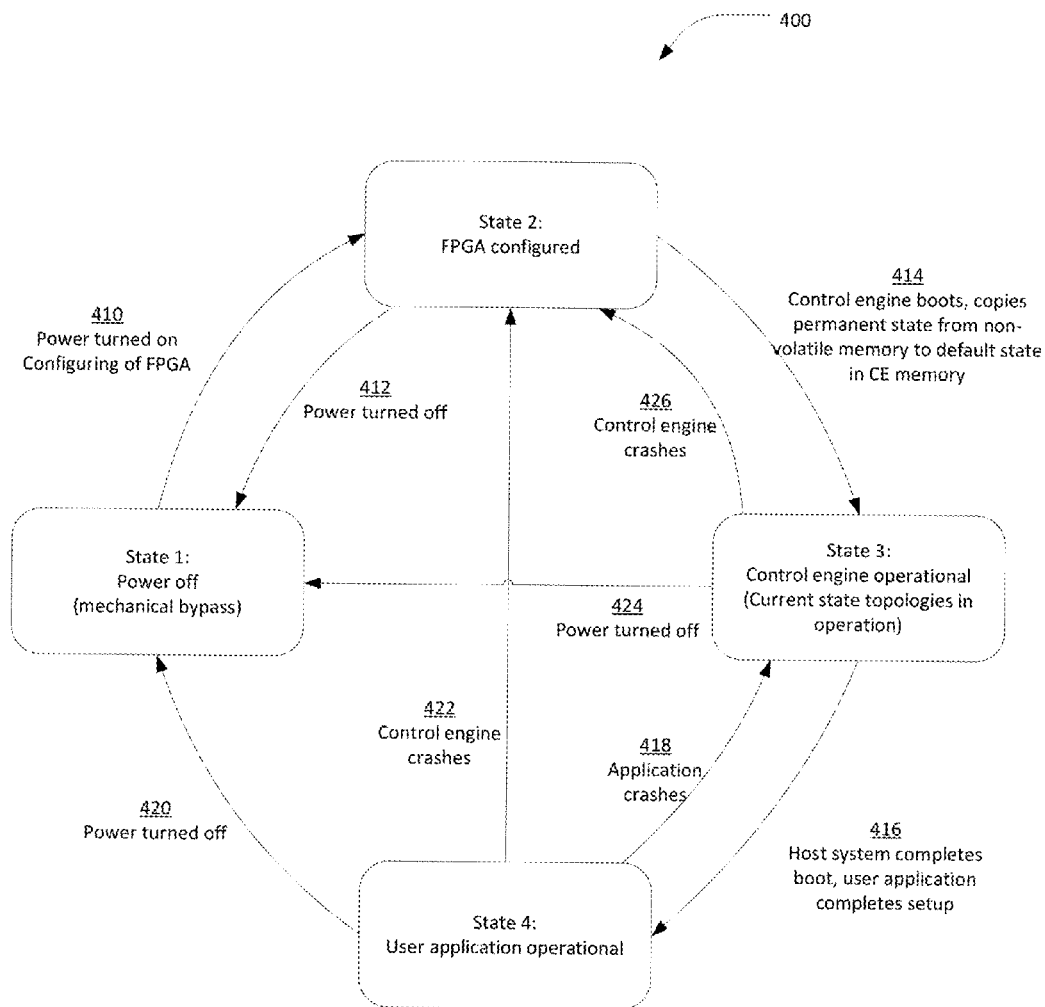 400
State 2:
FPGA configured
410
Power turned on
Configuring of FPGA
412
Power turned off
426
Control engine
crashes
414
Control engine boots, copies
permanent state from non-
volatile memory to default state
in CE memory
State 1:
Power off
(mechanical bypass)
State 3:
Control engine operational
(Current state topologies in
operation)
424
Power turned off
422
Control engine
crashes
418
Application
crashes
420
Power turned off
416
Host system completes
boot, user application
completes setup
State 4:
User application operational